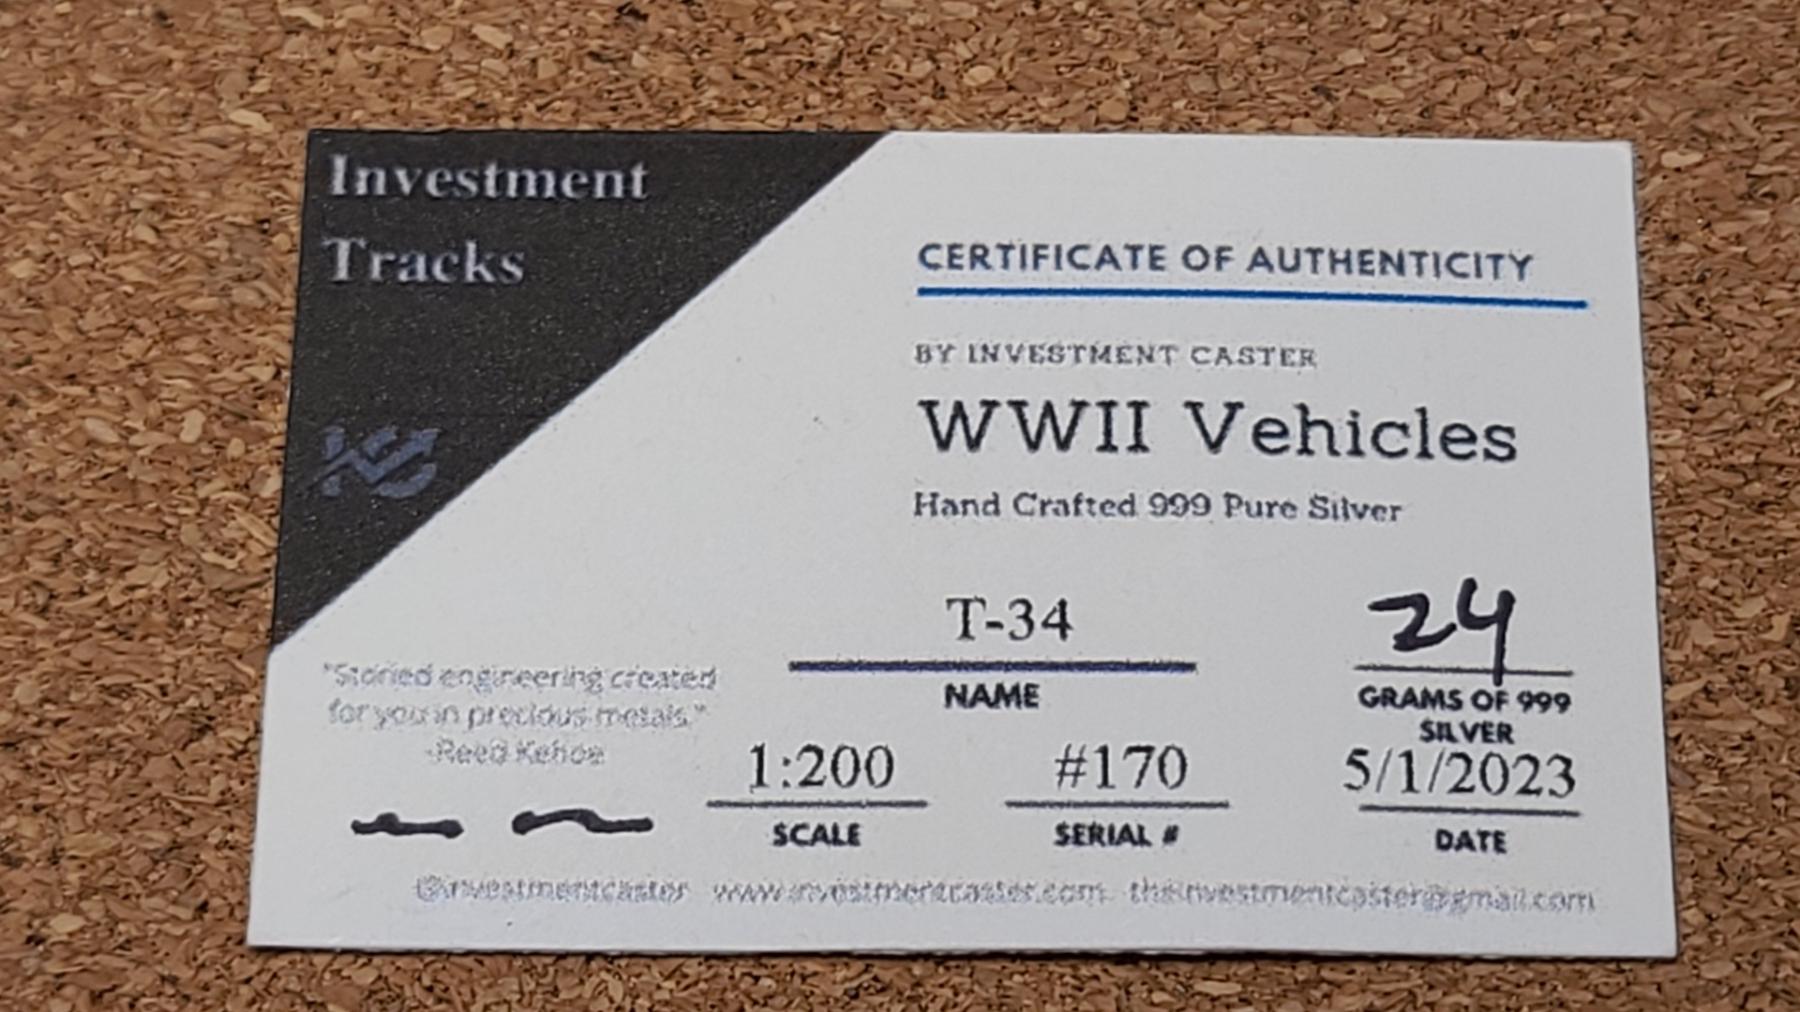 Investment
Tracks
CERTIFICATE OF AUTHENTICITY
BY INVESTMENT CASTER
WWII Vehicles
Hand Crafted 999 Pure Silver
T-34
NAME
24
GRAMS OF 999
SILVER
"Storied engineering created
for you in precious metals."
-Reed Kehoe
1:200
SCALE
#170
SERIAL #
5/1/2023
DATE
@investmentcaster www.investmentcaster.com theinvestmentcaster@gmail.com